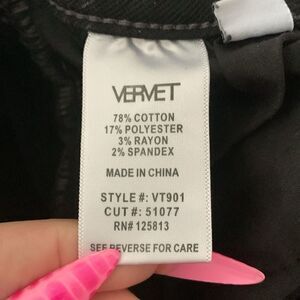 VERVET
78% COTTON
17% POLYESTER
3% RAYON
2% SPANDEX
MADE IN CHINA
STYLE #: VT901
CUT #: 51077
RN# 125813
SEE REVERSE FOR CARE